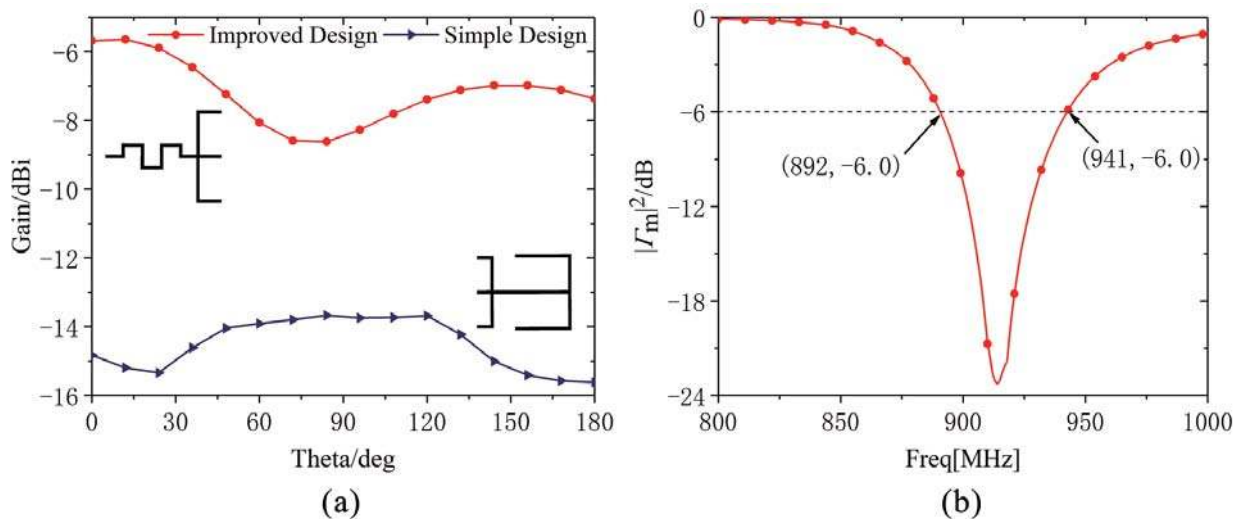 Improved Design
Simple Design
Gain/dBi
-6
-8
-10
-12
-14
-16
0 30 60 90 120 150 180
Theta/deg
(a)
|Γm|²/dB
0
-6
-12
-18
-24
(892, -6.0)
(941, -6.0)
800 850 900 950 1000
Freq[MHz]
(b)